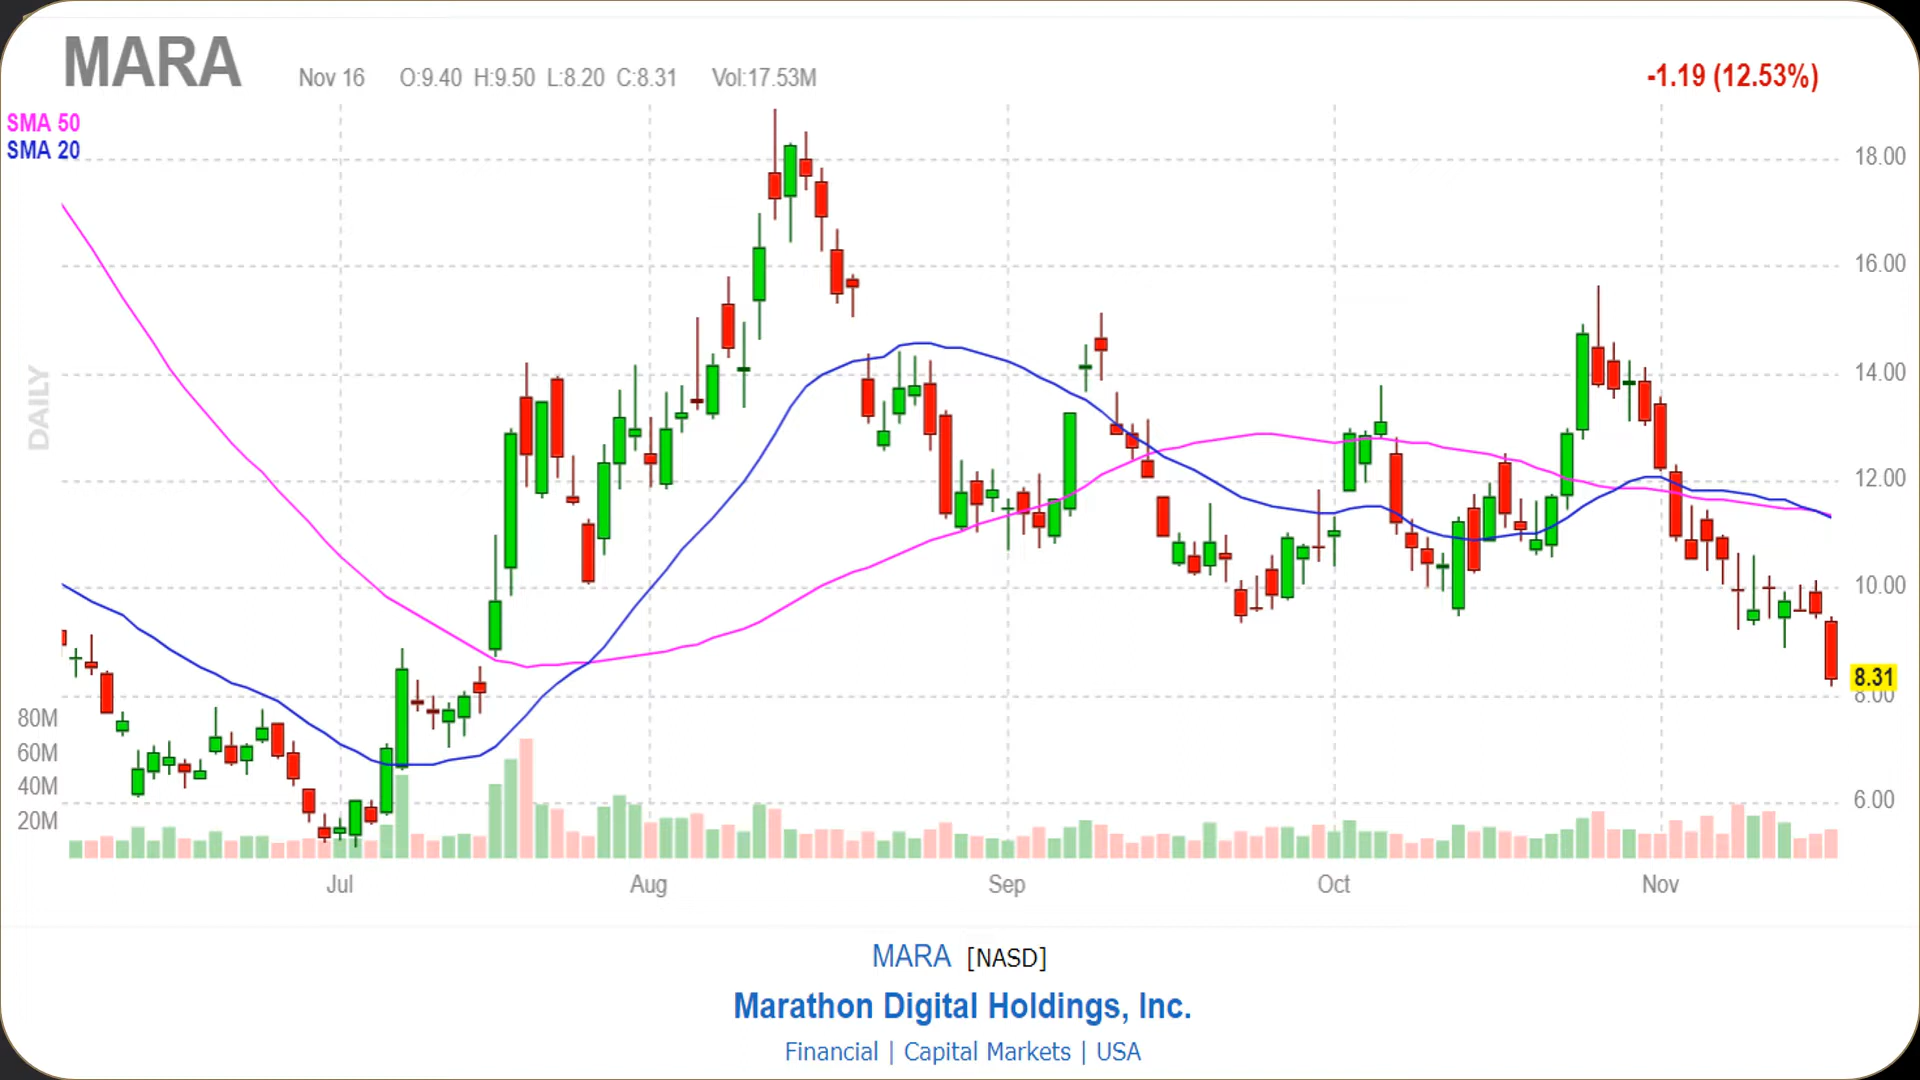 MARA Nov 16 O:9.40 H:9.50 L:8.20 C:8.31 Vol:17.53M -1.19 (12.53%)
SMA 50
SMA 20
18.00
16.00
14.00
12.00
10.00
8.31
8.00
6.00
DAILY
80M
60M
40M
20M
Jul Aug Sep Oct Nov
MARA [NASD]
Marathon Digital Holdings, Inc.
Financial | Capital Markets | USA